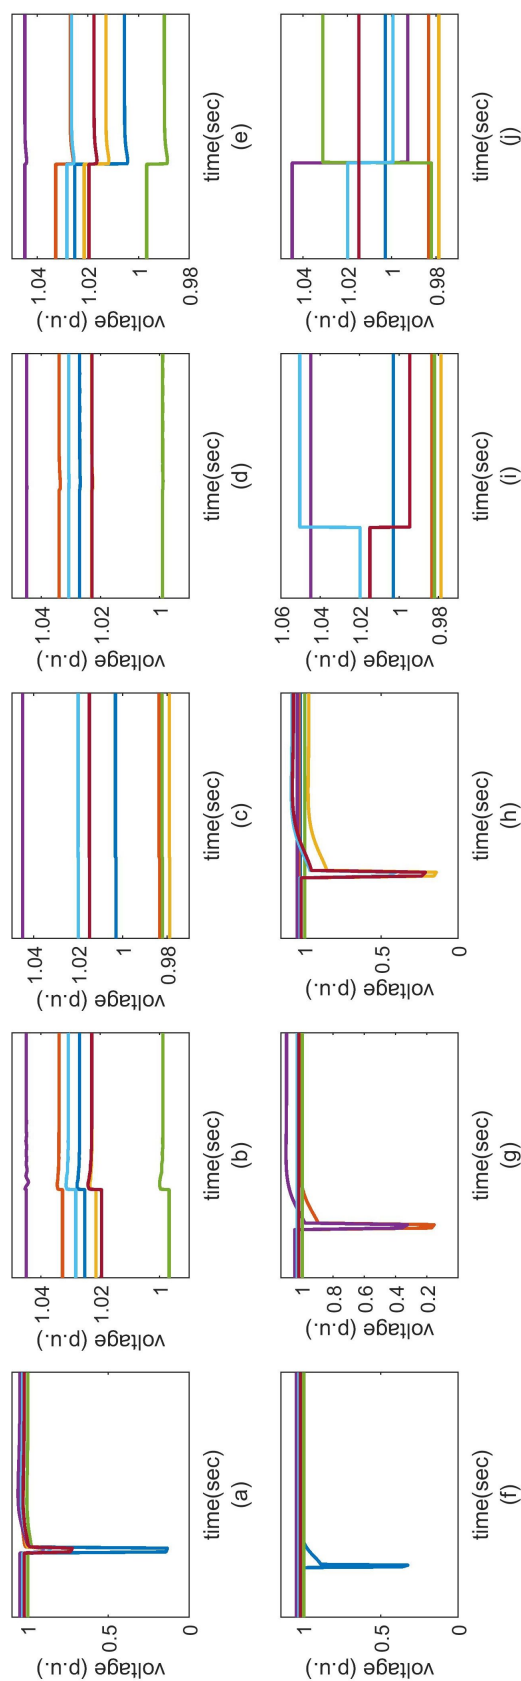 voltage (p.u.)
1
0.5
0
time(sec)
(a)
voltage (p.u.)
1.04
1.02
1
time(sec)
(b)
voltage (p.u.)
1.04
1.02
1
0.98
time(sec)
(c)
voltage (p.u.)
1.04
1.02
1
time(sec)
(d)
voltage (p.u.)
1.04
1.02
1
0.98
time(sec)
(e)
voltage (p.u.)
1
0.5
0
time(sec)
(f)
voltage (p.u.)
1
0.8
0.6
0.4
0.2
time(sec)
(g)
voltage (p.u.)
1
0.5
0
time(sec)
(h)
voltage (p.u.)
1.06
1.04
1.02
1
0.98
time(sec)
(i)
voltage (p.u.)
1.04
1.02
1
0.98
time(sec)
(j)